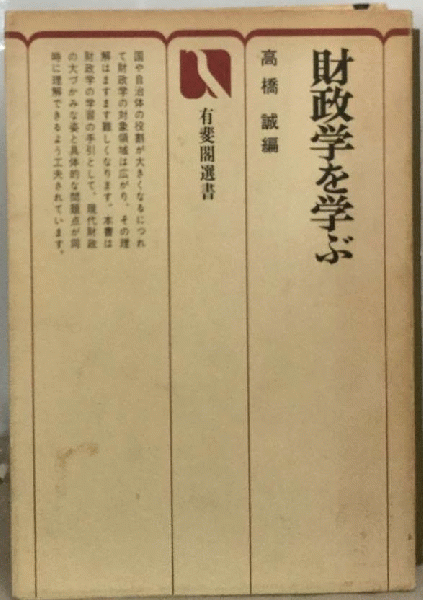 財政学を学ぶ
高橋誠編
有斐閣選書
国や自治体の役割が大きくなるにつれ
て財政学の対象領域は広がり、その理
解はますます難しくなります。本書は
財政学の学習の手引として、現代財政
の大づかみな姿と具体的な問題点が同
時に理解できるよう工夫されています。